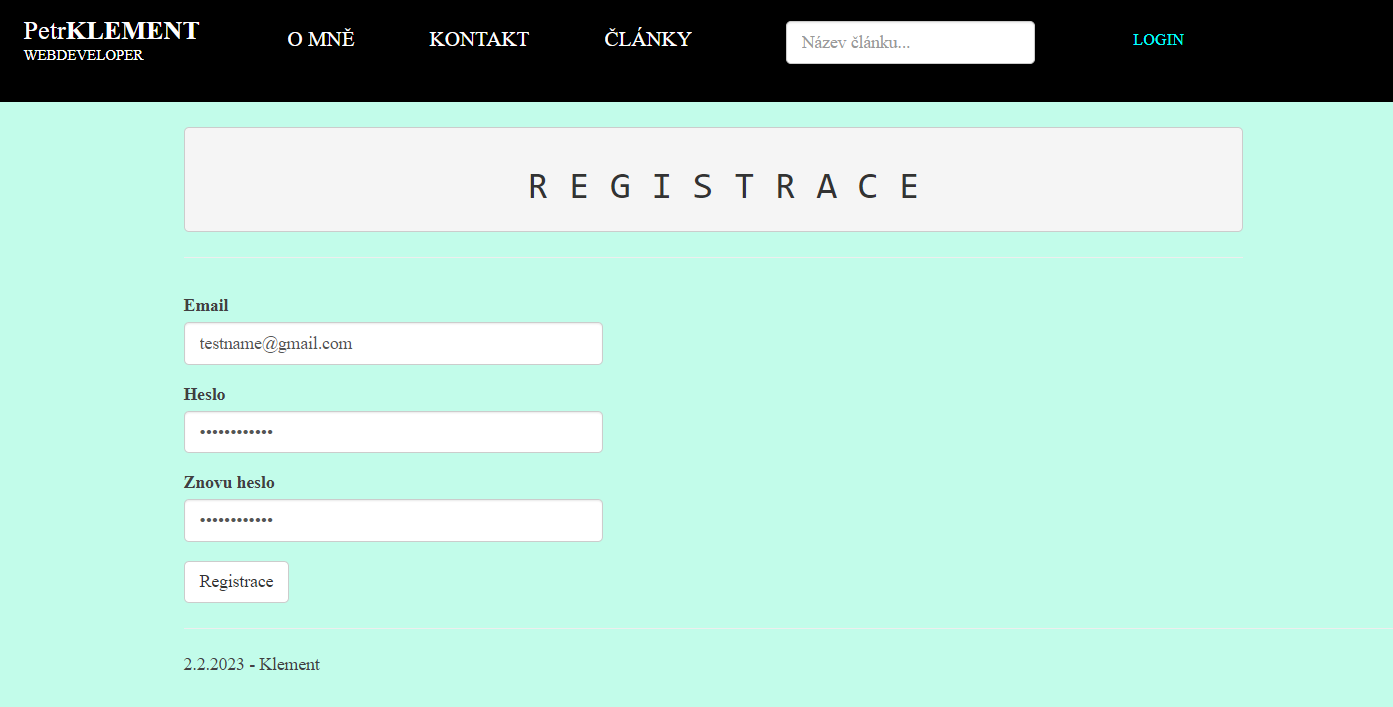 PetrKLEMENT
WEBDEVELOPER
O MNĚ
KONTAKT
ČLÁNKY
Název článku...
LOGIN
R E G I S T R A C E
Email
testname@gmail.com
Heslo
••••••••••••
Znovu heslo
••••••••••••
Registrace
2.2.2023 - Klement